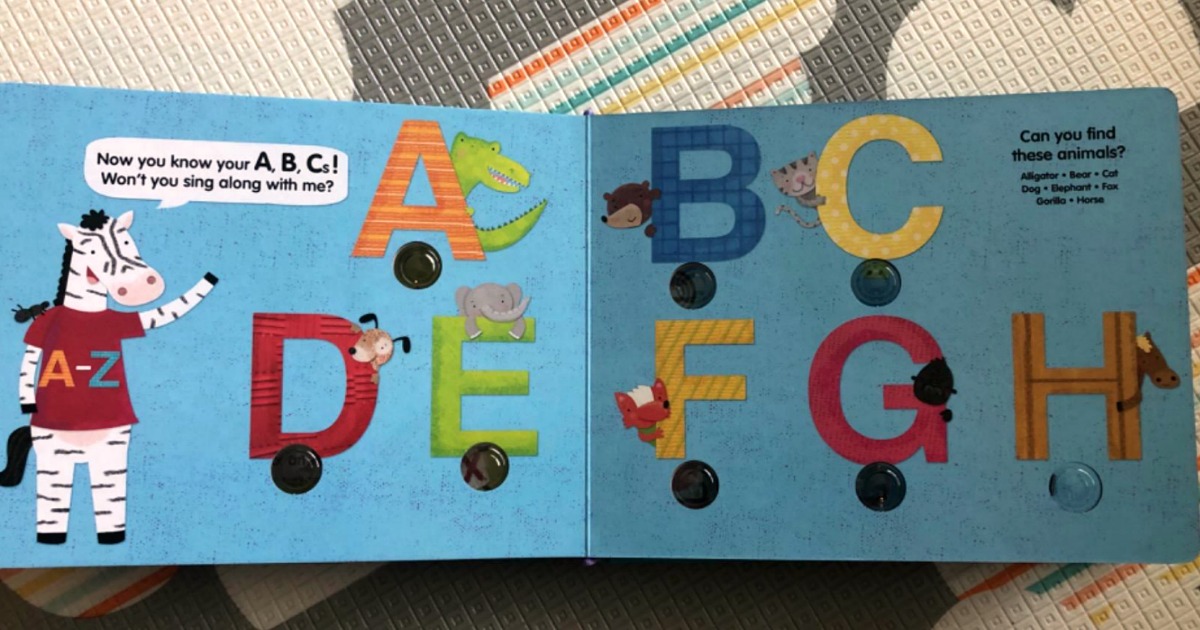 Now you know your A, B, Cs!
Won't you sing along with me?
A-Z
A
D E
B C
F G H
Can you find
these animals?
Alligator • Bear • Cat
Dog • Elephant • Fox
Gorilla • Horse